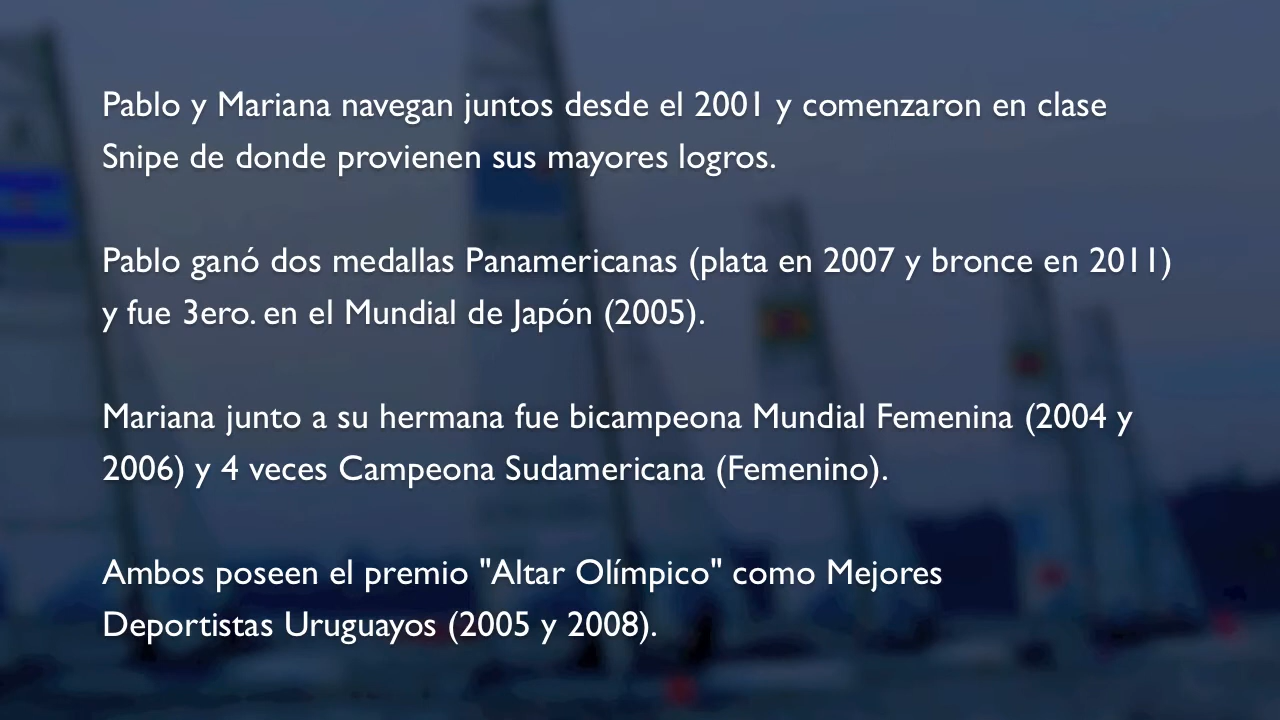 Pablo y Mariana navegan juntos desde el 2001 y comenzaron en clase
Snipe de donde provienen sus mayores logros.
Pablo ganó dos medallas Panamericanas (plata en 2007 y bronce en 2011)
y fue 3ero. en el Mundial de Japón (2005).
Mariana junto a su hermana fue bicampeona Mundial Femenina (2004 y
2006) y 4 veces Campeona Sudamericana (Femenino).
Ambos poseen el premio "Altar Olímpico" como Mejores
Deportistas Uruguayos (2005 y 2008).